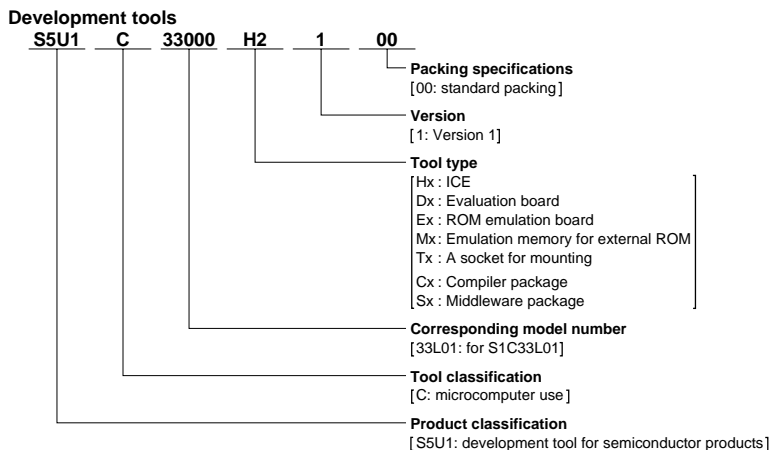 Development tools
S5U1 C 33000 H2 1 00
Packing specifications
[00: standard packing]
Version
[1: Version 1]
Tool type
Hx : ICE
Dx : Evaluation board
Ex : ROM emulation board
Mx: Emulation memory for external ROM
Tx : A socket for mounting
Cx : Compiler package
Sx : Middleware package
Corresponding model number
[33L01: for S1C33L01]
Tool classification
[C: microcomputer use]
Product classification
[S5U1: development tool for semiconductor products]